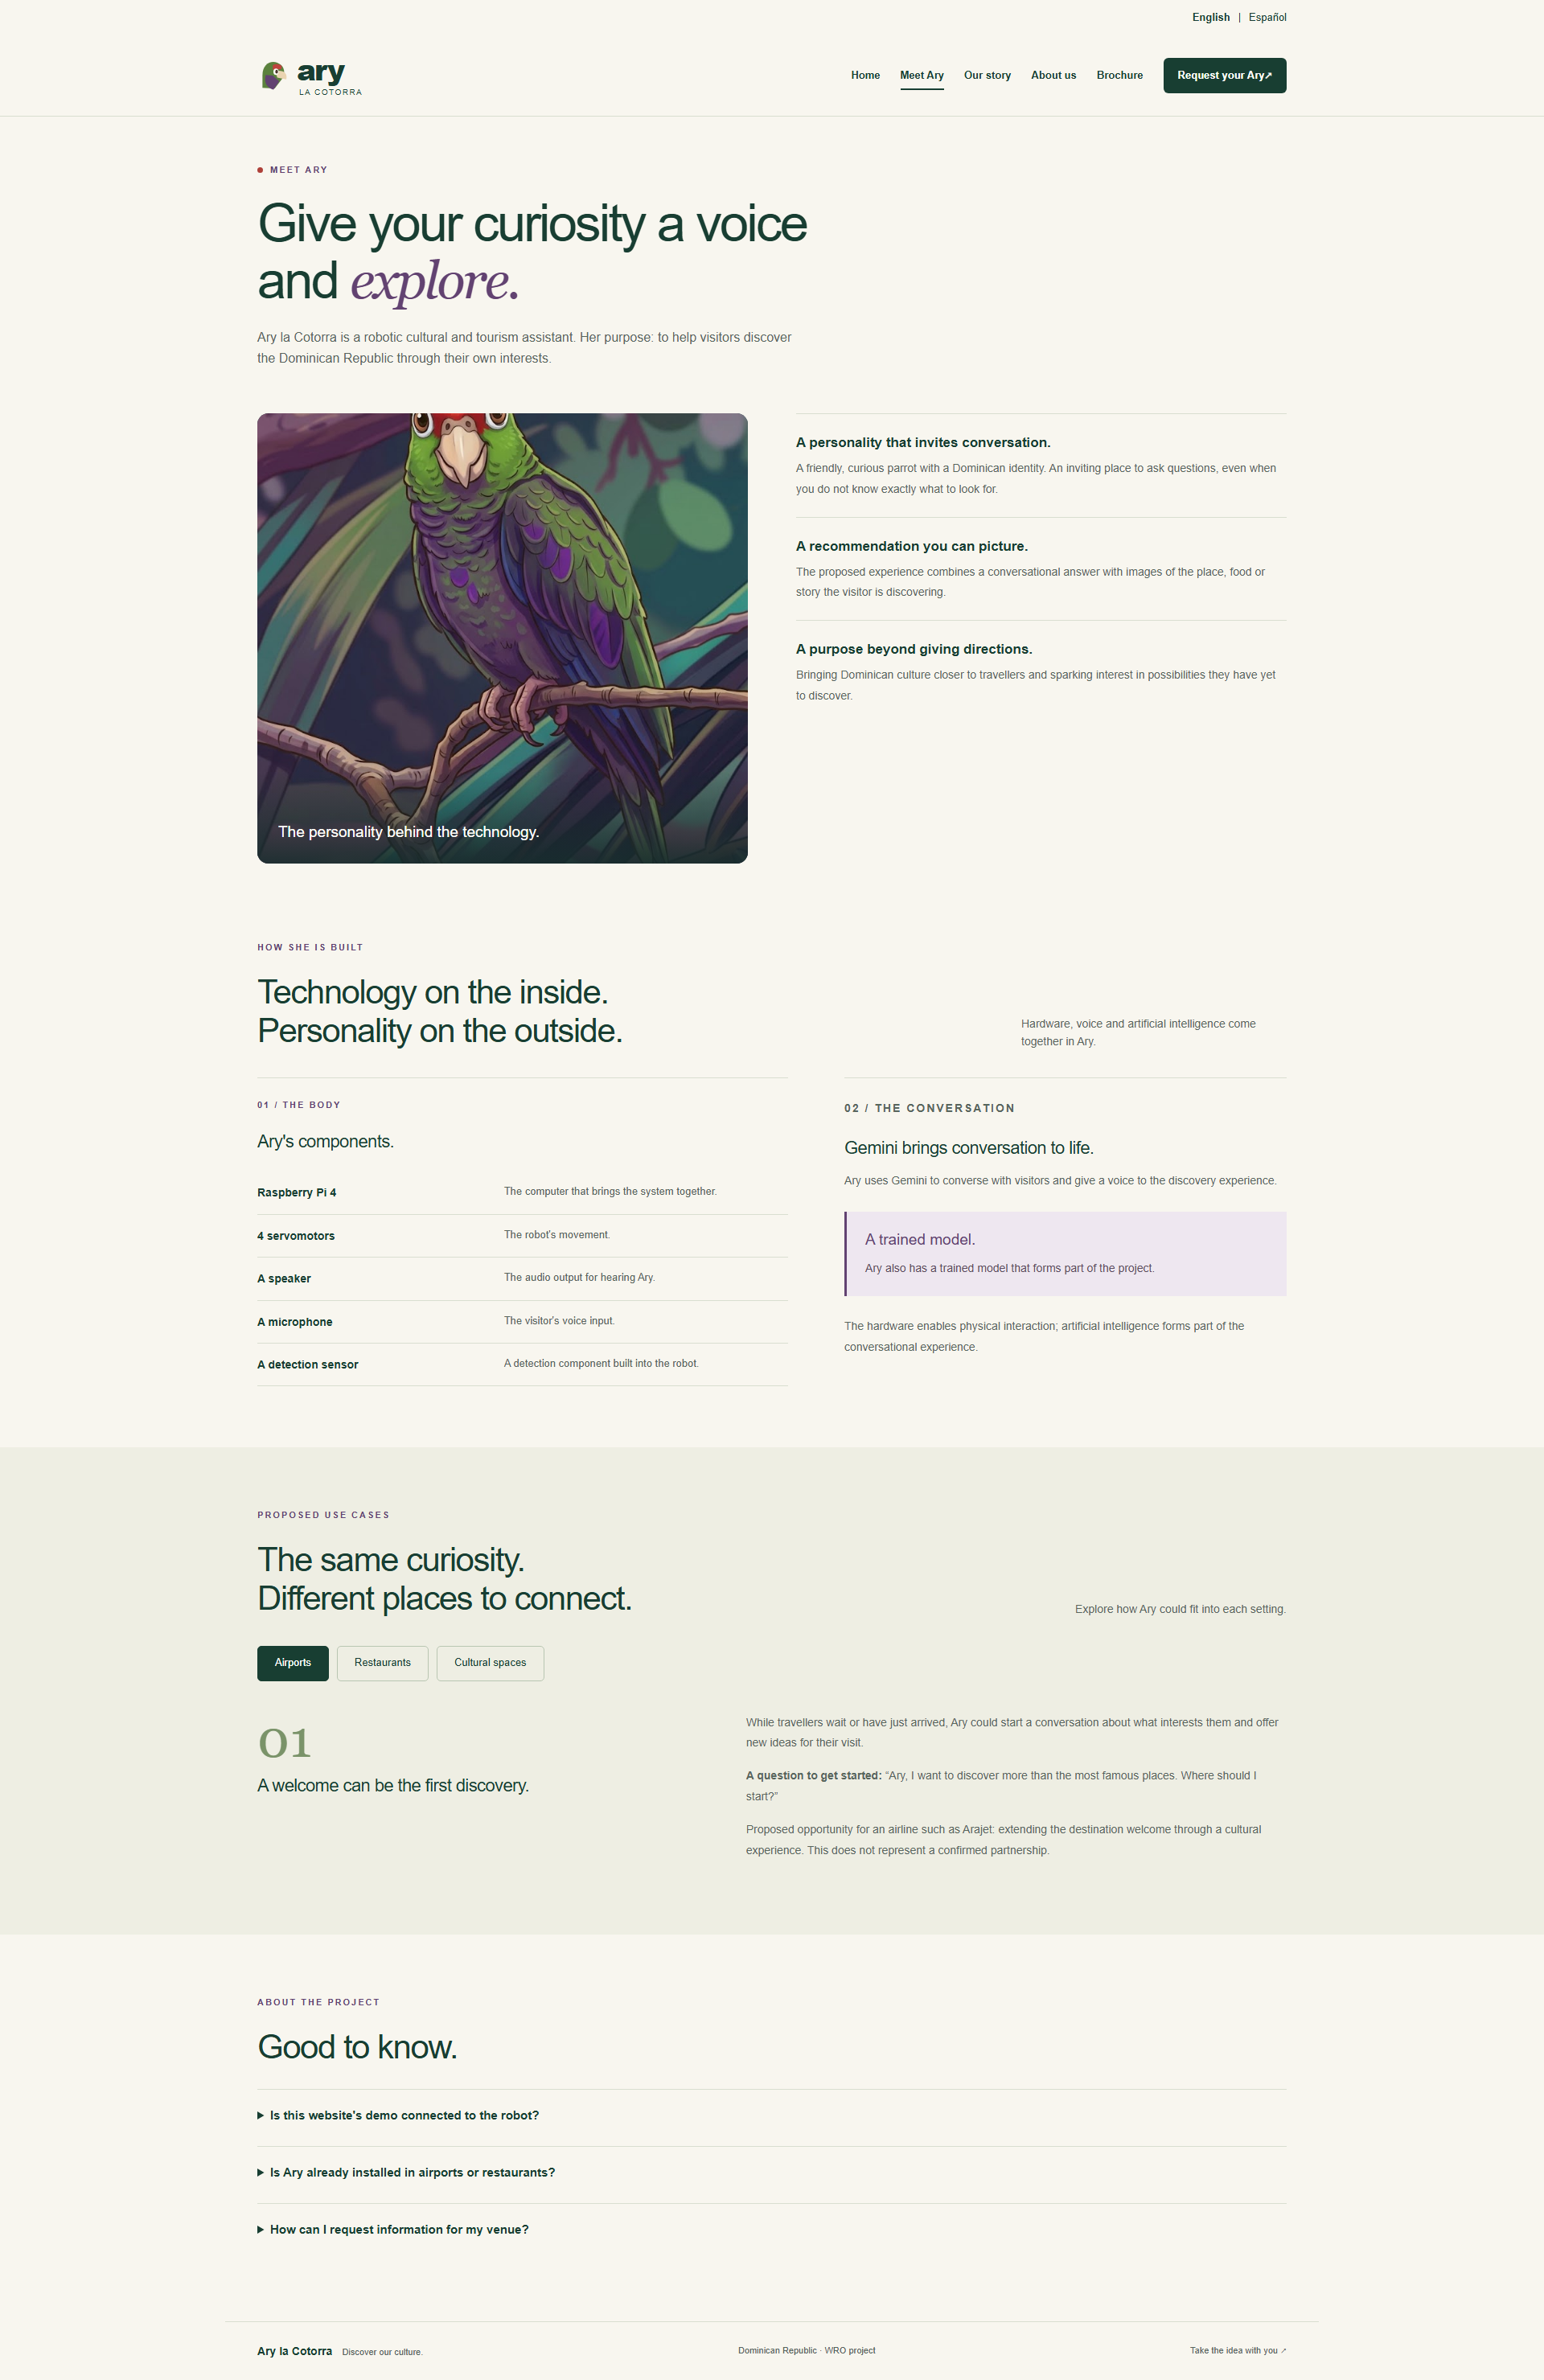 English | Español
ary
LA COTORRA
Home
Meet Ary
Our story
About us
Brochure
Request your Ary↗
MEET ARY
Give your curiosity a voice
and explore.
Ary la Cotorra is a robotic cultural and tourism assistant. Her purpose: to help visitors discover
the Dominican Republic through their own interests.
The personality behind the technology.
A personality that invites conversation.
A friendly, curious parrot with a Dominican identity. An inviting place to ask questions, even when
you do not know exactly what to look for.
A recommendation you can picture.
The proposed experience combines a conversational answer with images of the place, food or
story the visitor is discovering.
A purpose beyond giving directions.
Bringing Dominican culture closer to travellers and sparking interest in possibilities they have yet
to discover.
HOW SHE IS BUILT
Technology on the inside.
Personality on the outside.
Hardware, voice and artificial intelligence come
together in Ary.
01 / THE BODY
Ary's components.
Raspberry Pi 4
The computer that brings the system together.
4 servomotors
The robot's movement.
A speaker
The audio output for hearing Ary.
A microphone
The visitor's voice input.
A detection sensor
A detection component built into the robot.
02 / THE CONVERSATION
Gemini brings conversation to life.
Ary uses Gemini to converse with visitors and give a voice to the discovery experience.
A trained model.
Ary also has a trained model that forms part of the project.
The hardware enables physical interaction; artificial intelligence forms part of the
conversational experience.
PROPOSED USE CASES
The same curiosity.
Different places to connect.
Explore how Ary could fit into each setting.
Airports
Restaurants
Cultural spaces
01
A welcome can be the first discovery.
While travellers wait or have just arrived, Ary could start a conversation about what interests them and offer
new ideas for their visit.
A question to get started: “Ary, I want to discover more than the most famous places. Where should I
start?”
Proposed opportunity for an airline such as Arajet: extending the destination welcome through a cultural
experience. This does not represent a confirmed partnership.
ABOUT THE PROJECT
Good to know.
Is this website's demo connected to the robot?
Is Ary already installed in airports or restaurants?
How can I request information for my venue?
Ary la Cotorra Discover our culture.
Dominican Republic · WRO project
Take the idea with you ↗